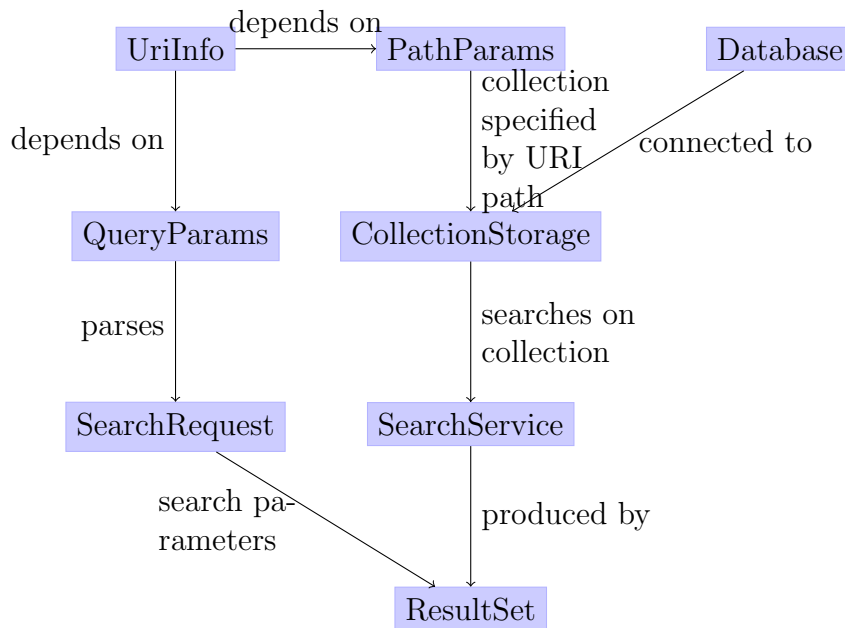 depends on
UriInfo
PathParams
Database
collection
specified
by URI
path
depends on
connected to
QueryParams
CollectionStorage
parses
searches on
collection
SearchRequest
SearchService
search pa-
rameters
produced by
ResultSet